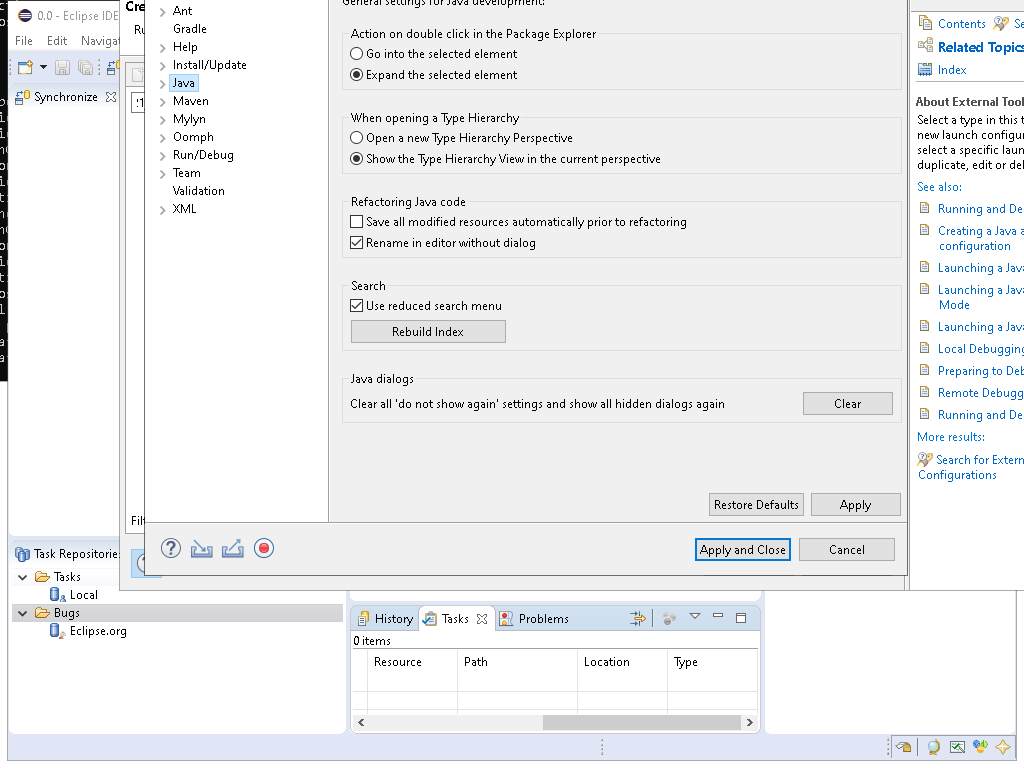 0.0 - Eclipse IDE
File Edit Navigat
Synchronize
Cre
Ru
Ant
Gradle
Help
Install/Update
Java
Maven
Mylyn
Oomph
Run/Debug
Team
Validation
XML
General settings for Java development:
Action on double click in the Package Explorer
Go into the selected element
Expand the selected element
When opening a Type Hierarchy
Open a new Type Hierarchy Perspective
Show the Type Hierarchy View in the current perspective
Refactoring Java code
Save all modified resources automatically prior to refactoring
Rename in editor without dialog
Search
Use reduced search menu
Rebuild Index
Java dialogs
Clear all 'do not show again' settings and show all hidden dialogs again
Clear
Restore Defaults
Apply
Apply and Close
Cancel
Filt
Contents Se
Related Topics
Index
About External Tool
Select a type in this t
new launch configur
select a specific laun
duplicate, edit or del
See also:
Running and De
Creating a Java a
configuration
Launching a Java
Launching a Java
Mode
Launching a Java
Local Debugging
Preparing to Deb
Remote Debugg
Running and De
More results:
Search for Extern
Configurations
Task Repositories
Tasks
Local
Bugs
Eclipse.org
History
Tasks
Problems
0 items
Resource Path Location Type